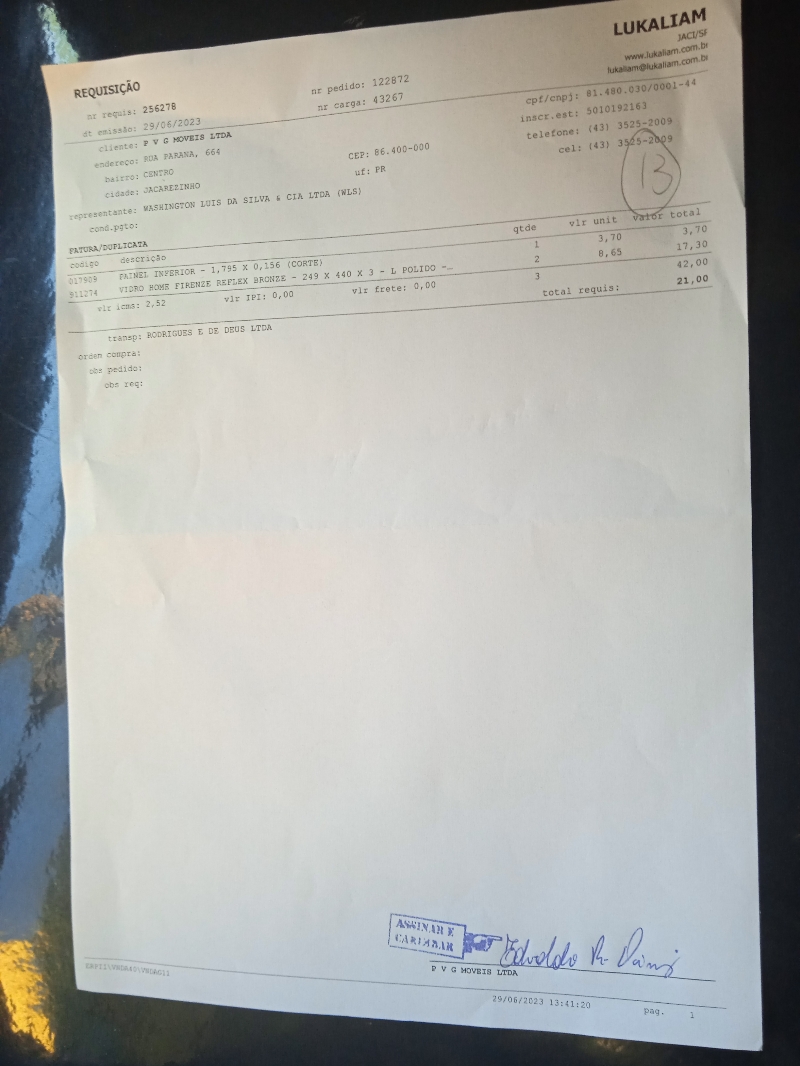 LUKALIAM
JACI/SP
www.lukaliam.com.br
lukaliam@lukaliam.com.br
REQUISIÇÃO
nr requis: 256278 nr pedido: 122872 cpf/cnpj: 81.480.030/0001-44
dt emissão: 29/06/2023 nr carga: 43267 inscr.est: 5010192163
cliente: P V G MOVEIS LTDA telefone: (43) 3525-2009
endereço: RUA PARANA, 664 CEP: 86.400-000 cel: (43) 3525-2009
bairro: CENTRO uf: PR
cidade: JACAREZINHO
13
representante: WASHINGTON LUIS DA SILVA & CIA LTDA (WLS)
cond.pgto:
FATURA/DUPLICATA
codigo descrição qtde vlr unit valor total
017909 PAINEL INFERIOR - 1,795 X 0,156 (CORTE) 1 3,70 3,70
911274 VIDRO HOME FIRENZE REFLEX BRONZE - 249 X 440 X 3 - L POLIDO -… 2 8,65 17,30
vlr icms: 2,52 vlr IPI: 0,00 vlr frete: 0,00 3 42,00
total requis: 21,00
transp: RODRIGUES E DE DEUS LTDA
ordem compra:
obs pedido:
obs req:
ASSINAR E
CARIMBAR
P V G MOVEIS LTDA
29/06/2023 13:41:20 pag. 1